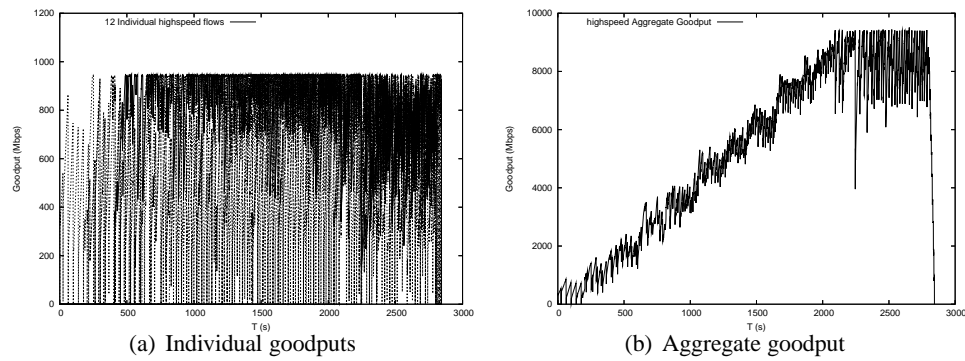 12 Individual highspeed flows
Goodput (Mbps)
1200
1000
800
600
400
200
0
0 500 1000 1500 2000 2500 3000
T (s)
(a) Individual goodputs
highspeed Aggregate Goodput
Goodput (Mbps)
10000
8000
6000
4000
2000
0
0 500 1000 1500 2000 2500 3000
T (s)
(b) Aggregate goodput